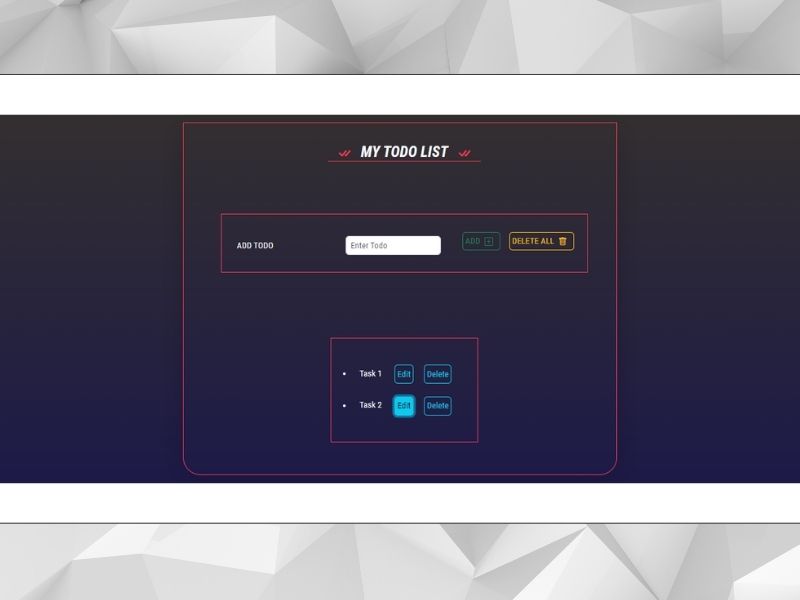 MY TODO LIST
ADD TODO Enter Todo ADD DELETE ALL
Task 1 Edit Delete
Task 2 Edit Delete